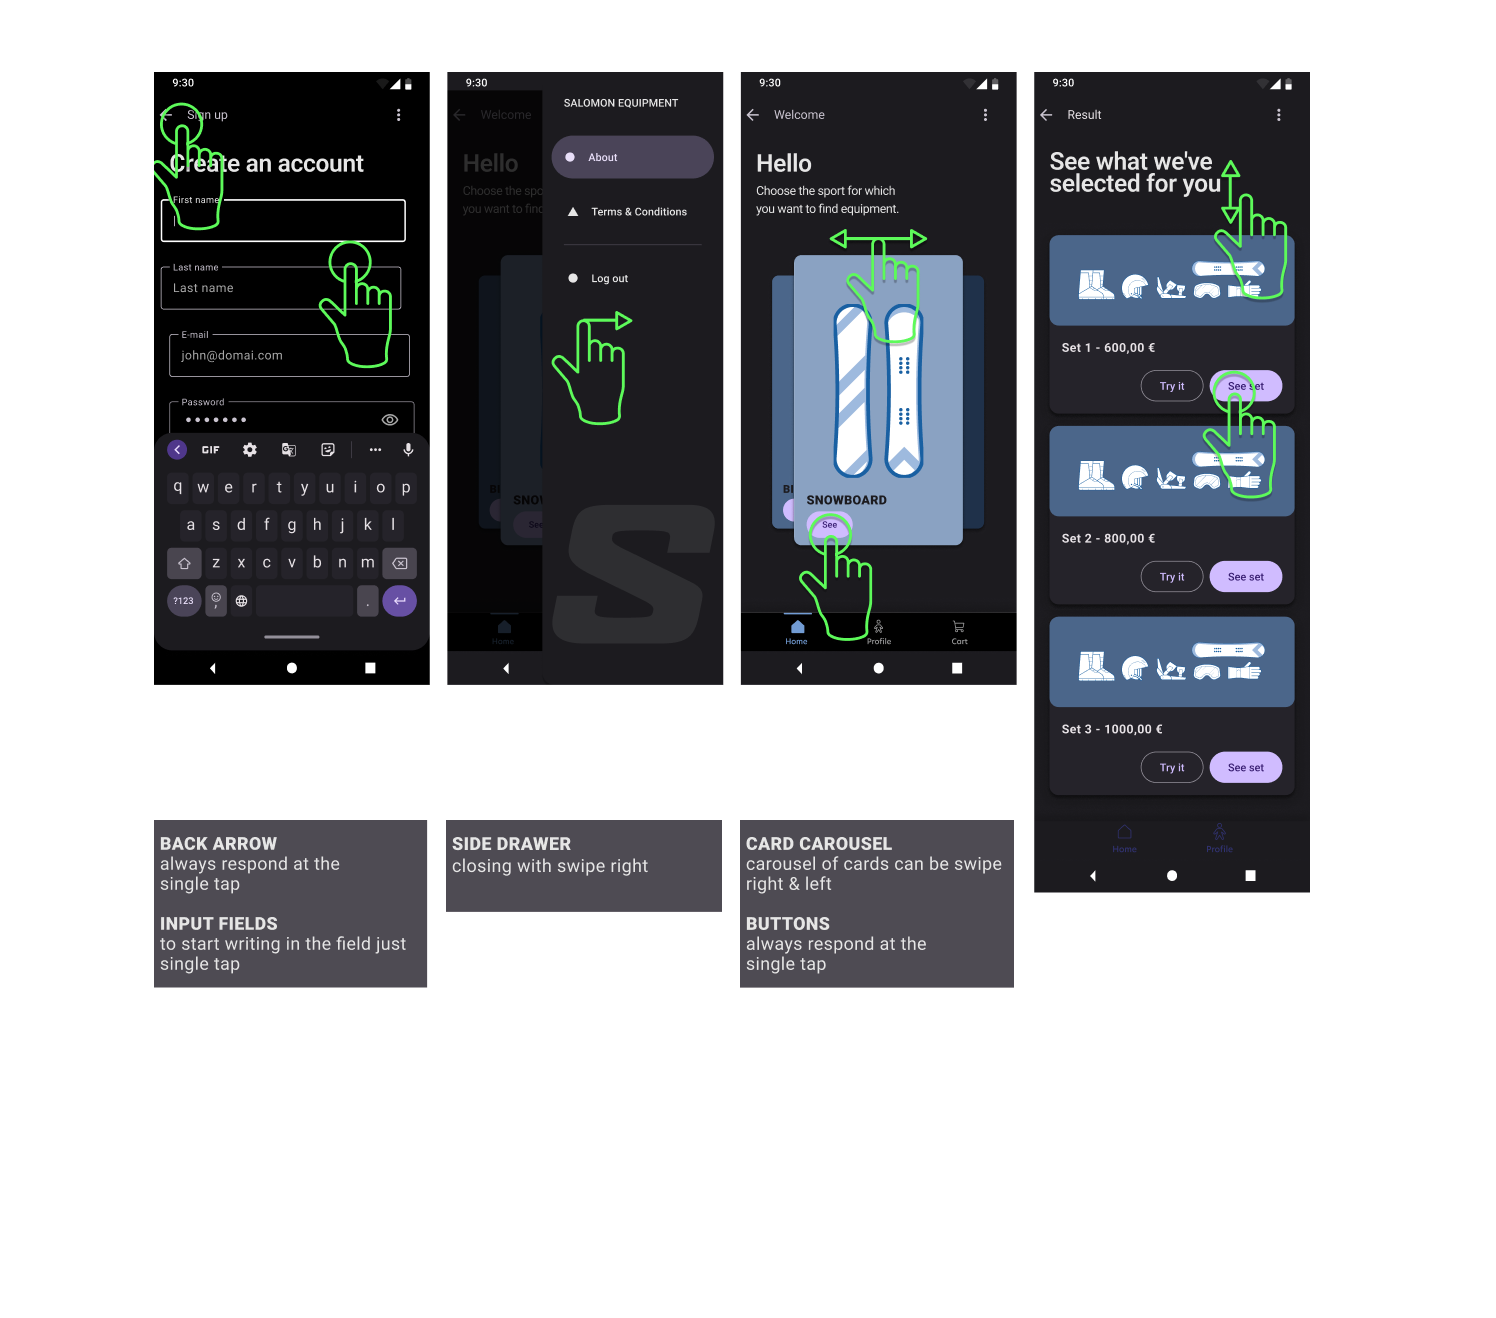 9:30
Sign up
Create an account
First name
Last name
Last name
E-mail
john@domai.com
Password
GIF
q w e r t y u i o p
a s d f g h j k l
z x c v b n m
?123 , .
9:30
Welcome
Hello
Choose the spo
you want to find
SALOMON EQUIPMENT
About
Terms & Conditions
Log out
BI
SNOW
See
S
Home
9:30
Welcome
Hello
Choose the sport for which
you want to find equipment.
BI
SNOWBOARD
See
Home
Profile
Cart
9:30
Result
See what we've
selected for you
Set 1 - 600,00 €
Try it
See set
Set 2 - 800,00 €
Try it
See set
Set 3 - 1000,00 €
Try it
See set
Home
Profile
BACK ARROW
always respond at the
single tap
INPUT FIELDS
to start writing in the field just
single tap
SIDE DRAWER
closing with swipe right
CARD CAROUSEL
carousel of cards can be swipe
right & left
BUTTONS
always respond at the
single tap